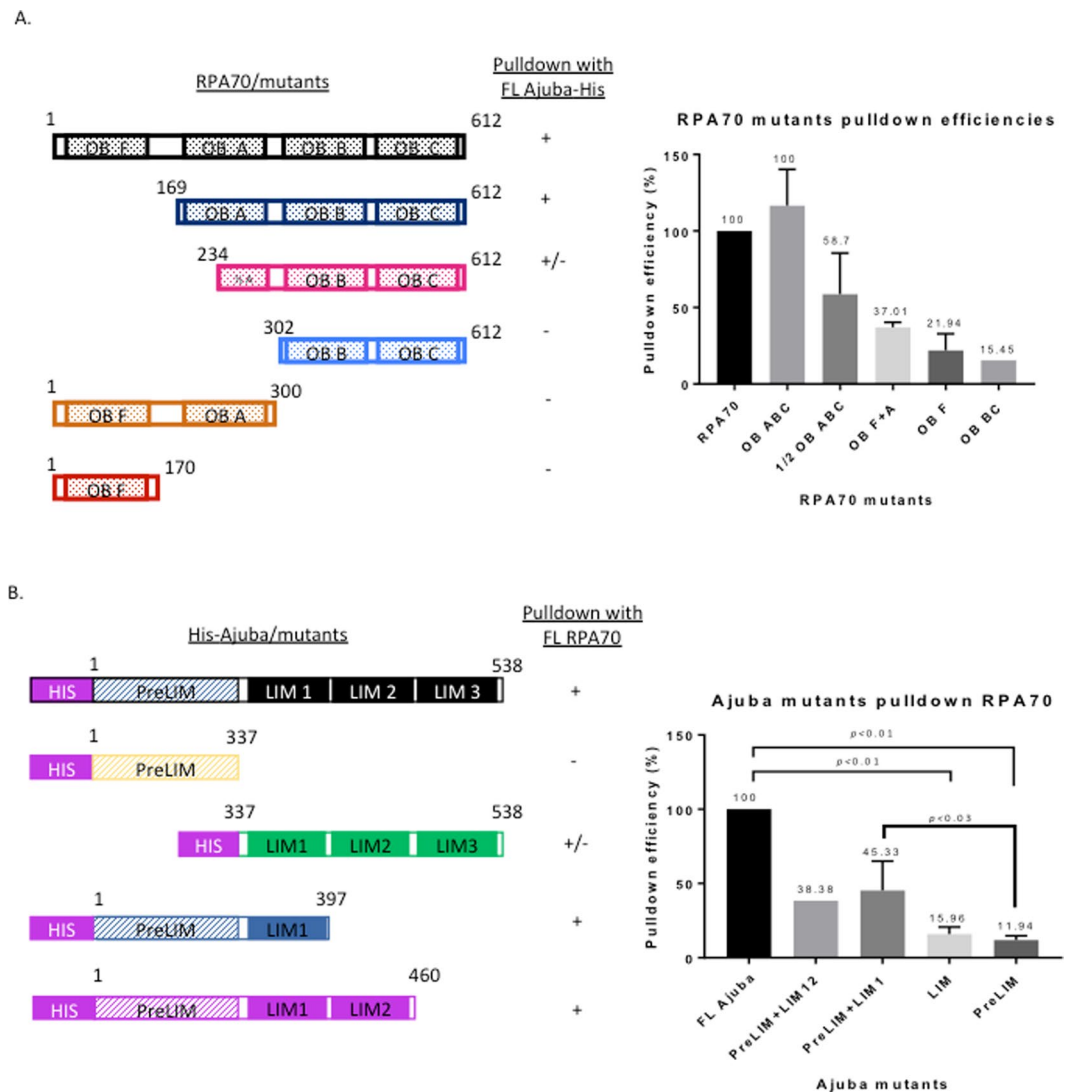 A.
RPA70/mutants
Pulldown with
FL Ajuba-His
1
612
OB F OB A OB B OB C
+
169
612
OB A OB B OB C
+
234
612
OB B OB C
+/-
302
612
OB B OB C
-
1
300
OB F OB A
-
1
170
OB F
-
RPA70 mutants pulldown efficiencies
Pulldown efficiency (%)
150
100
50
0
100
100
58.7
37.01
21.94
15.45
RPA70
OB ABC
1/2 OB ABC
OB F+A
OB F
OB BC
RPA70 mutants
B.
His-Ajuba/mutants
Pulldown with
FL RPA70
1
538
HIS PreLIM LIM 1 LIM 2 LIM 3
+
1
337
HIS PreLIM
-
337
538
HIS LIM1 LIM2 LIM3
+/-
1
397
HIS PreLIM LIM1
+
1
460
HIS PreLIM LIM1 LIM2
+
Ajuba mutants pulldown RPA70
Pulldown efficiency (%)
150
100
50
0
p<0.01
p<0.01
p<0.03
100
38.38
45.33
15.96
11.94
FL Ajuba
PreLIM+LIM12
PreLIM+LIM1
LIM
PreLIM
Ajuba mutants